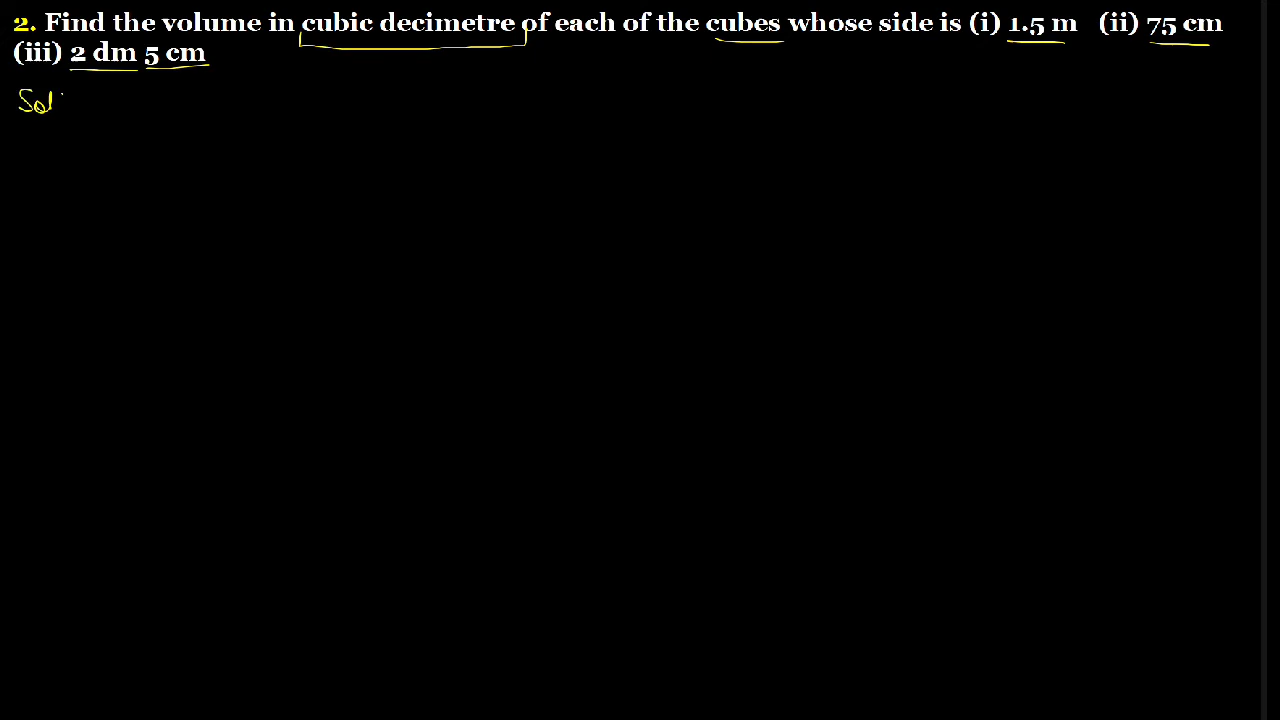 2. Find the volume in cubic decimetre of each of the cubes whose side is (i) 1.5 m (ii) 75 cm
(iii) 2 dm 5 cm
Sol